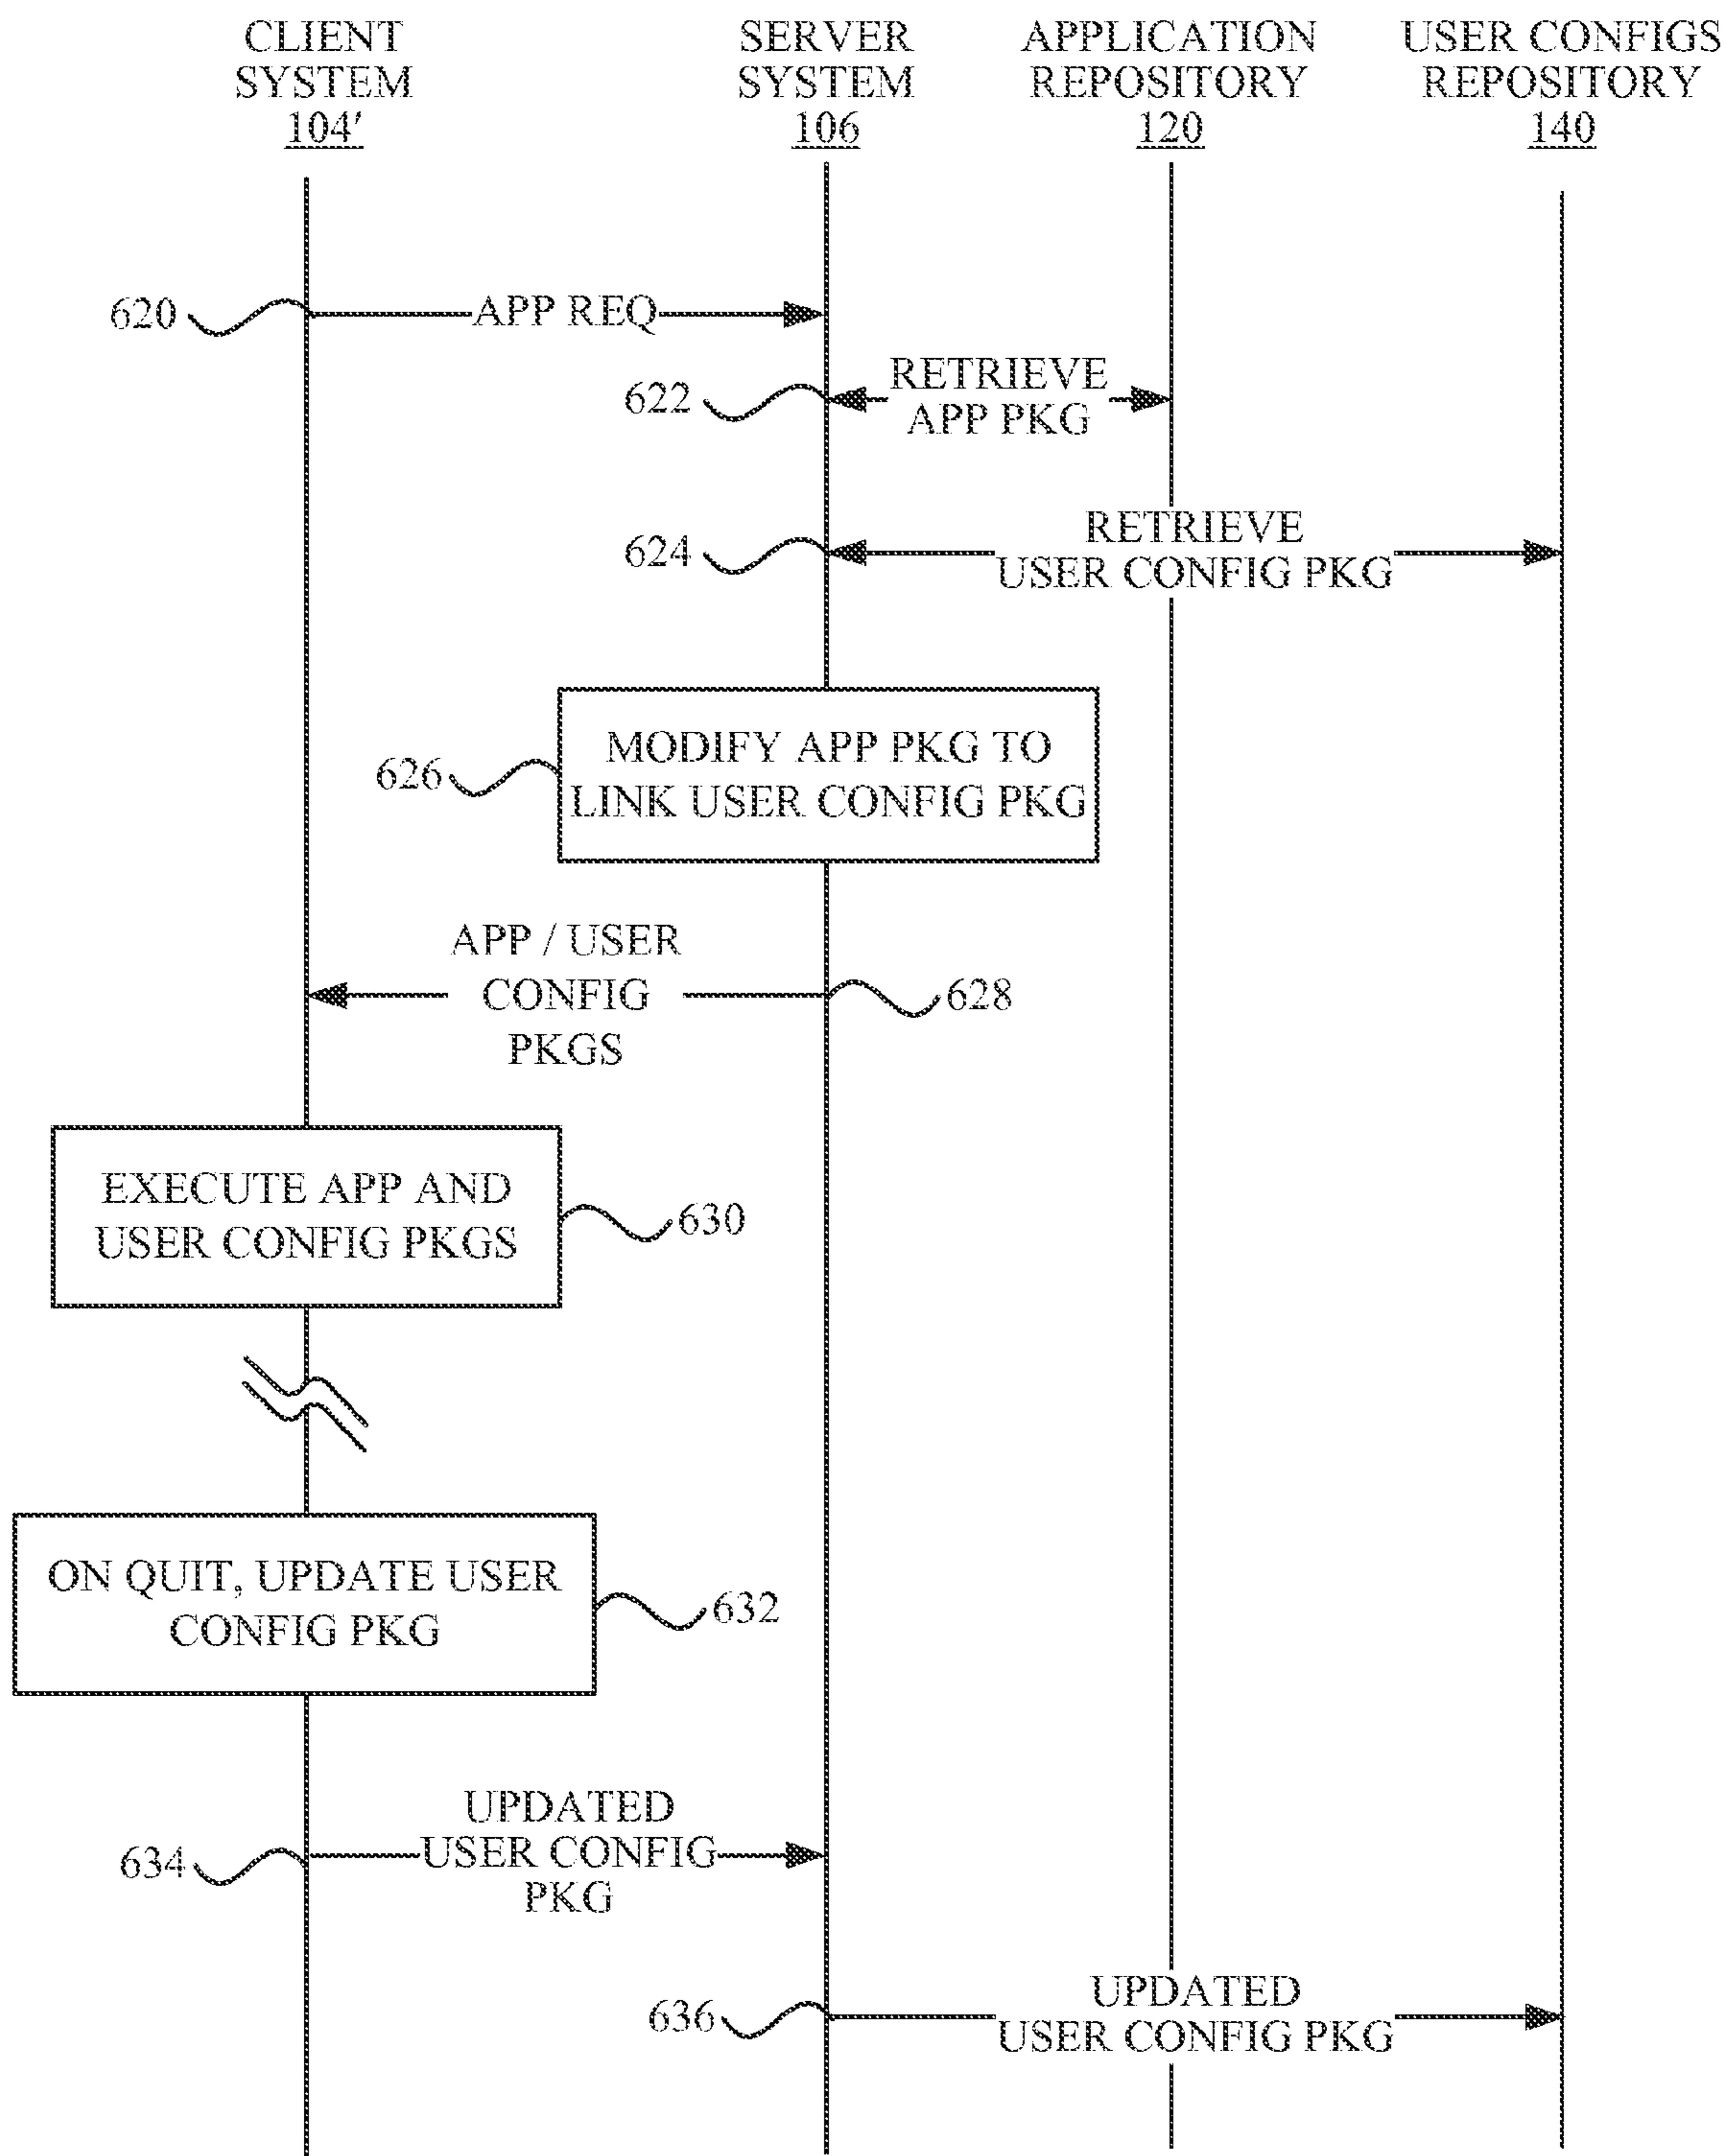 CLIENT
SYSTEM
104'
SERVER
SYSTEM
106
APPLICATION
REPOSITORY
120
USER CONFIGS
REPOSITORY
140
620
APP REQ
622
RETRIEVE
APP PKG
624
RETRIEVE
USER CONFIG PKG
626
MODIFY APP PKG TO
LINK USER CONFIG PKG
APP / USER
CONFIG
PKGS
628
EXECUTE APP AND
USER CONFIG PKGS
630
ON QUIT, UPDATE USER
CONFIG PKG
632
634
UPDATED
USER CONFIG
PKG
636
UPDATED
USER CONFIG PKG